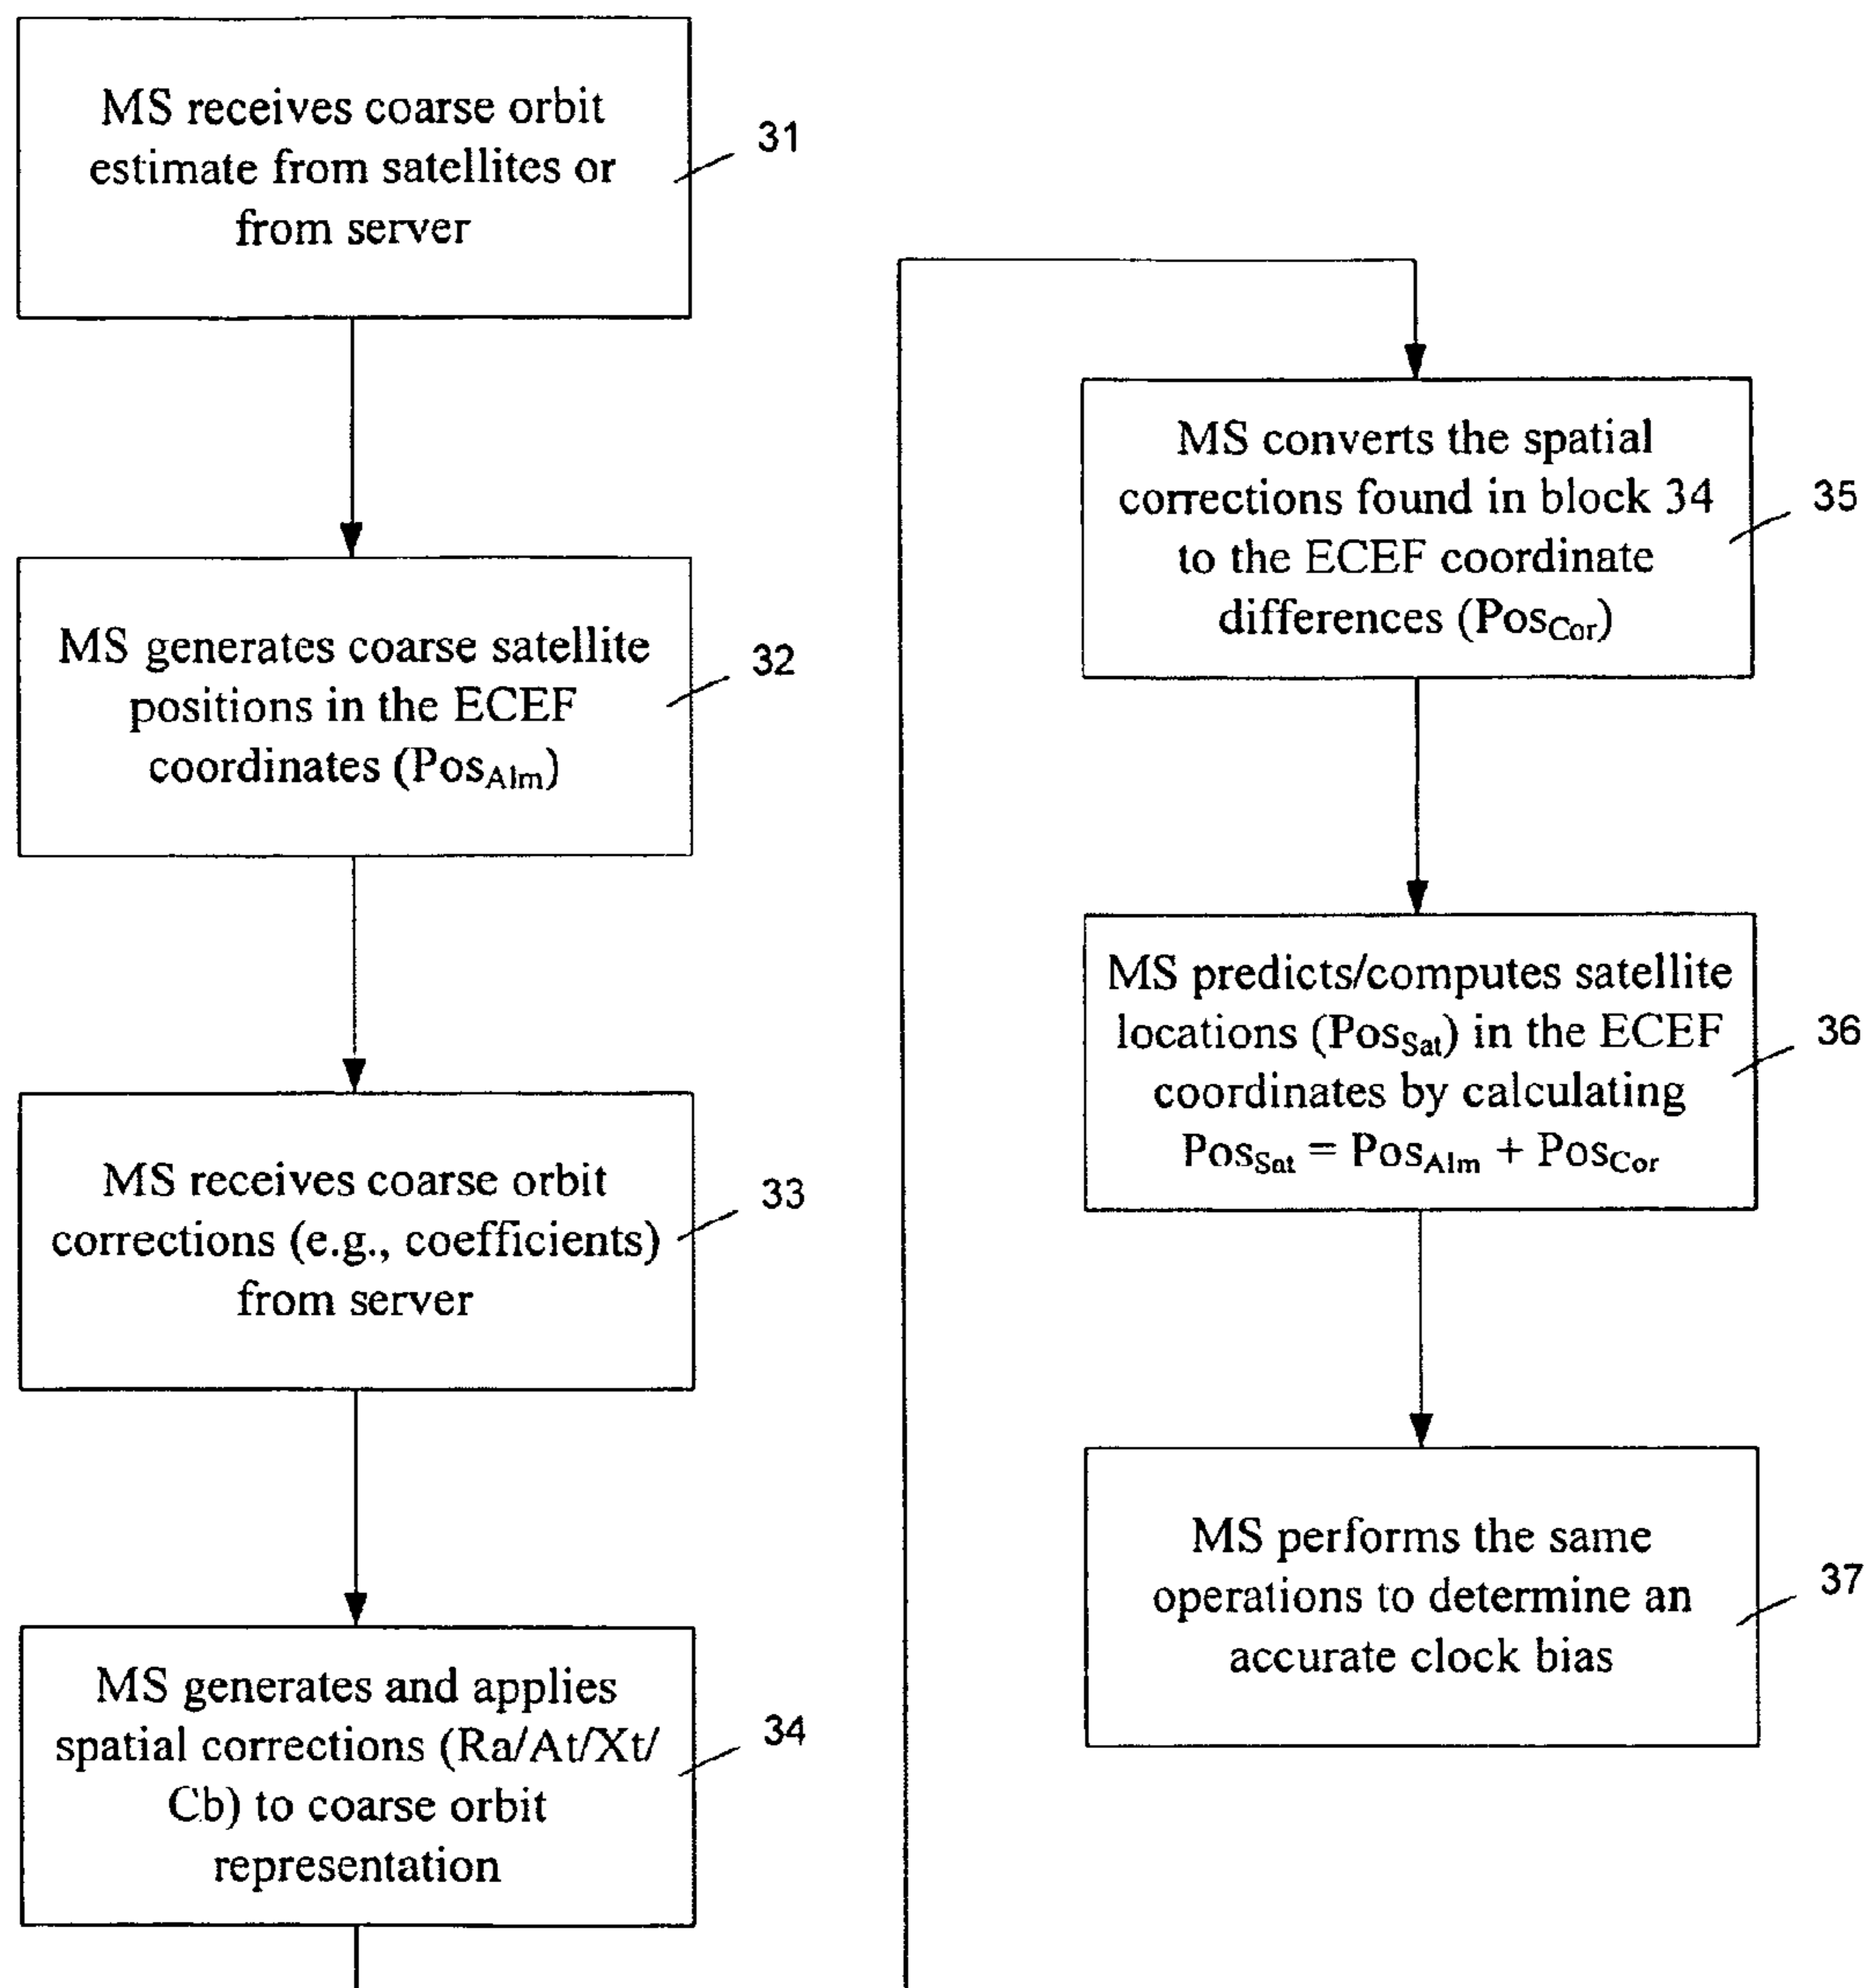 MS receives coarse orbit
estimate from satellites or
from server
31
MS generates coarse satellite
positions in the ECEF
coordinates (PosAlm)
32
MS receives coarse orbit
corrections (e.g., coefficients)
from server
33
MS generates and applies
spatial corrections (Ra/At/Xt/
Cb) to coarse orbit
representation
34
MS converts the spatial
corrections found in block 34
to the ECEF coordinate
differences (PosCor)
35
MS predicts/computes satellite
locations (PosSat) in the ECEF
coordinates by calculating
PosSat = PosAlm + PosCor
36
MS performs the same
operations to determine an
accurate clock bias
37